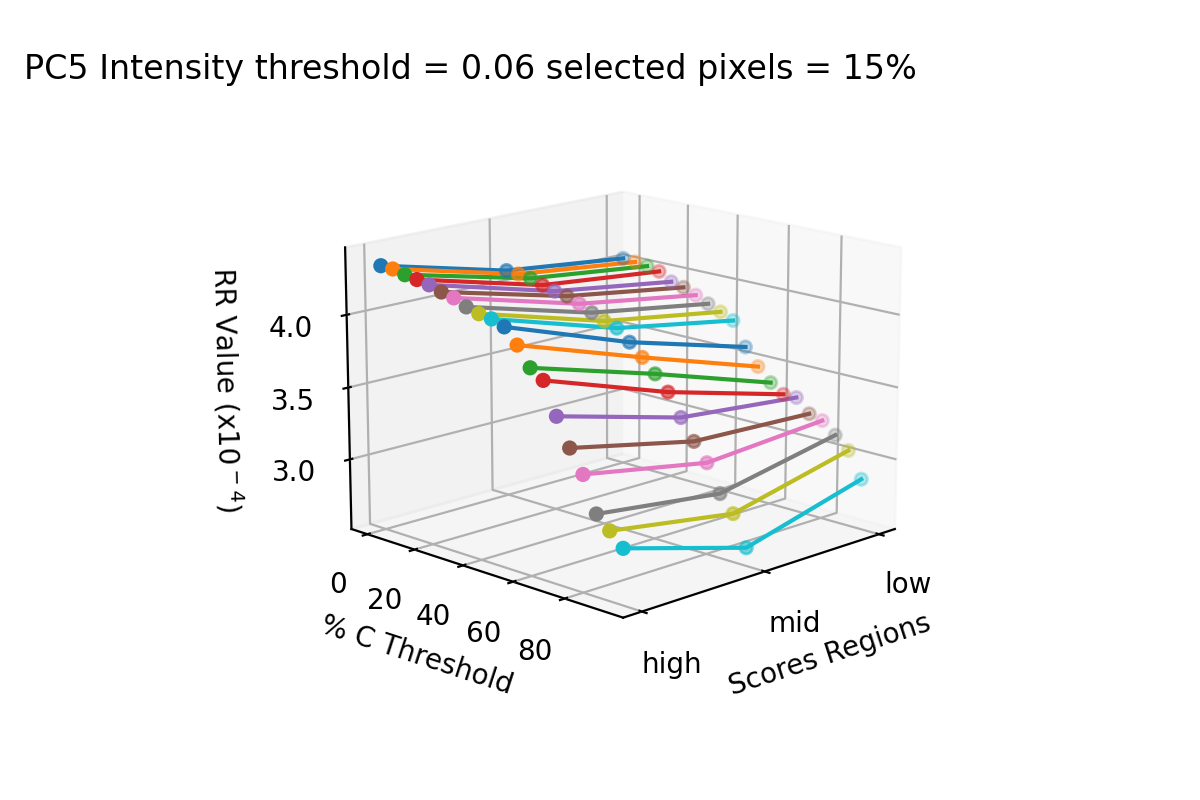 PC5 Intensity threshold = 0.06 selected pixels = 15%
RR Value (x10⁻⁴)
4.0
3.5
3.0
0
20
40
60
80
% C Threshold
high
mid
low
Scores Regions